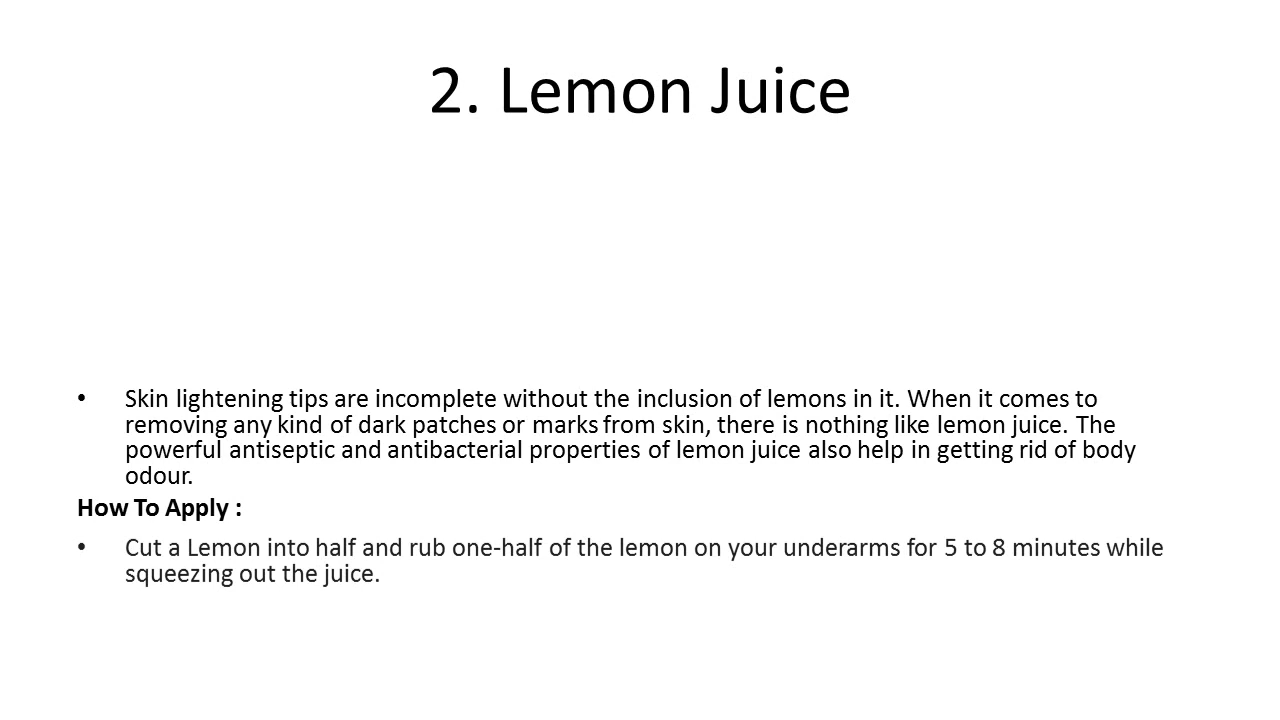 2. Lemon Juice
• Skin lightening tips are incomplete without the inclusion of lemons in it. When it comes to
removing any kind of dark patches or marks from skin, there is nothing like lemon juice. The
powerful antiseptic and antibacterial properties of lemon juice also help in getting rid of body
odour.
How To Apply :
• Cut a Lemon into half and rub one-half of the lemon on your underarms for 5 to 8 minutes while
squeezing out the juice.